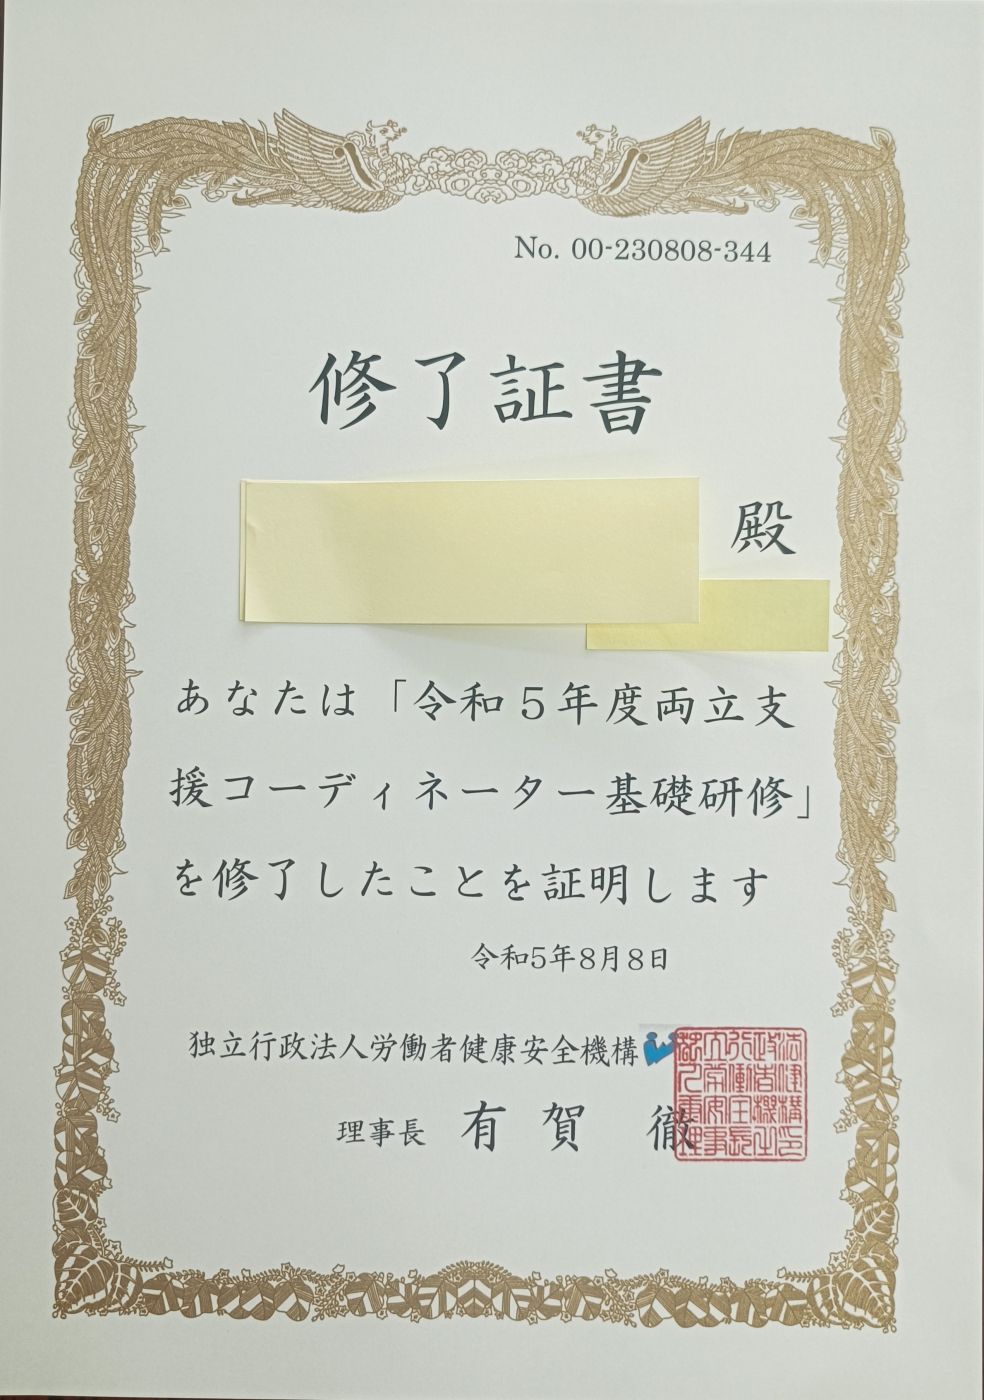 No. 00-230808-344
修了証書
殿
あなたは「令和５年度両立支
援コーディネーター基礎研修」
を修了したことを証明します
令和5年8月8日
独立行政法人労働者健康安全機構
理事長 有賀 徹